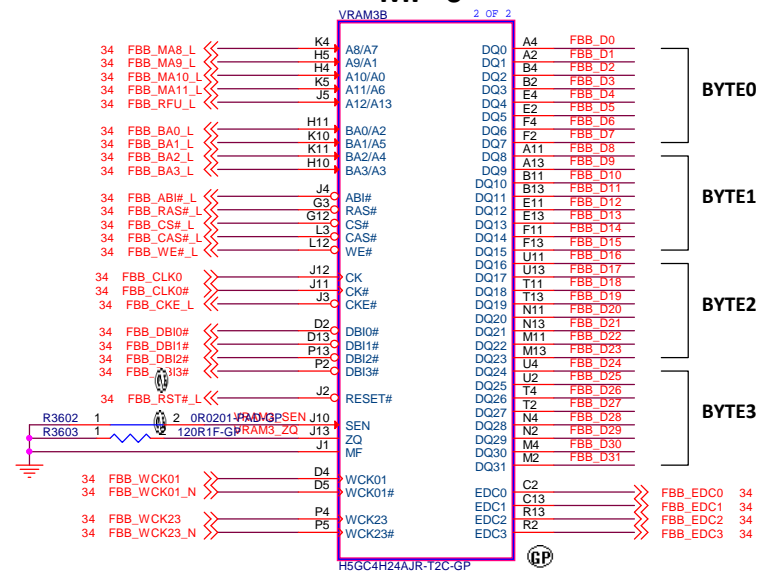 VRAM3B 2 OF 2
34 FBB_MA8_L K4 A8/A7
34 FBB_MA9_L H5 A9/A1
34 FBB_MA10_L H4 A10/A0
34 FBB_MA11_L K5 A11/A6
34 FBB_RFU_L J5 A12/A13
34 FBB_BA0_L H11 BA0/A2
34 FBB_BA1_L K10 BA1/A5
34 FBB_BA2_L K11 BA2/A4
34 FBB_BA3_L H10 BA3/A3
34 FBB_ABI#_L J4 ABI#
34 FBB_RAS#_L G3 RAS#
34 FBB_CS#_L G12 CS#
34 FBB_CAS#_L L3 CAS#
34 FBB_WE#_L L12 WE#
34 FBB_CLK0 J12 CK
34 FBB_CLK0# J11 CK#
34 FBB_CKE_L J3 CKE#
34 FBB_DBI0# D2 DBI0#
34 FBB_DBI1# D13 DBI1#
34 FBB_DBI2# P13 DBI2#
34 P2 DBI3#
34 FBB_RST#_L J2 RESET#
R3602 1 2 0R0201-PAD-GP VRAM3_SEN J10 SEN
R3603 1 2 120R1F-GP VRAM3_ZQ J13 ZQ
J1 MF
34 FBB_WCK01 D4 WCK01
34 FBB_WCK01_N D5 WCK01#
34 FBB_WCK23 P4 WCK23
34 FBB_WCK23_N P5 WCK23#
DQ0 A4 FBB_D0
DQ1 A2 FBB_D1
DQ2 B4 FBB_D2
DQ3 B2 FBB_D3
DQ4 E4 FBB_D4
DQ5 E2 FBB_D5
DQ6 F4 FBB_D6
DQ7 F2 FBB_D7
BYTE0
DQ8 A11 FBB_D8
DQ9 A13 FBB_D9
DQ10 B11 FBB_D10
DQ11 B13 FBB_D11
DQ12 E11 FBB_D12
DQ13 E13 FBB_D13
DQ14 F11 FBB_D14
DQ15 F13 FBB_D15
BYTE1
DQ16 U11 FBB_D16
DQ17 U13 FBB_D17
DQ18 T11 FBB_D18
DQ19 T13 FBB_D19
DQ20 N11 FBB_D20
DQ21 N13 FBB_D21
DQ22 M11 FBB_D22
DQ23 M13 FBB_D23
BYTE2
DQ24 U4 FBB_D24
DQ25 U2 FBB_D25
DQ26 T4 FBB_D26
DQ27 T2 FBB_D27
DQ28 N4 FBB_D28
DQ29 N2 FBB_D29
DQ30 M4 FBB_D30
DQ31 M2 FBB_D31
BYTE3
EDC0 C2 FBB_EDC0 34
EDC1 C13 FBB_EDC1 34
EDC2 R13 FBB_EDC2 34
EDC3 R2 FBB_EDC3 34
GP
H5GC4H24AJR-T2C-GP